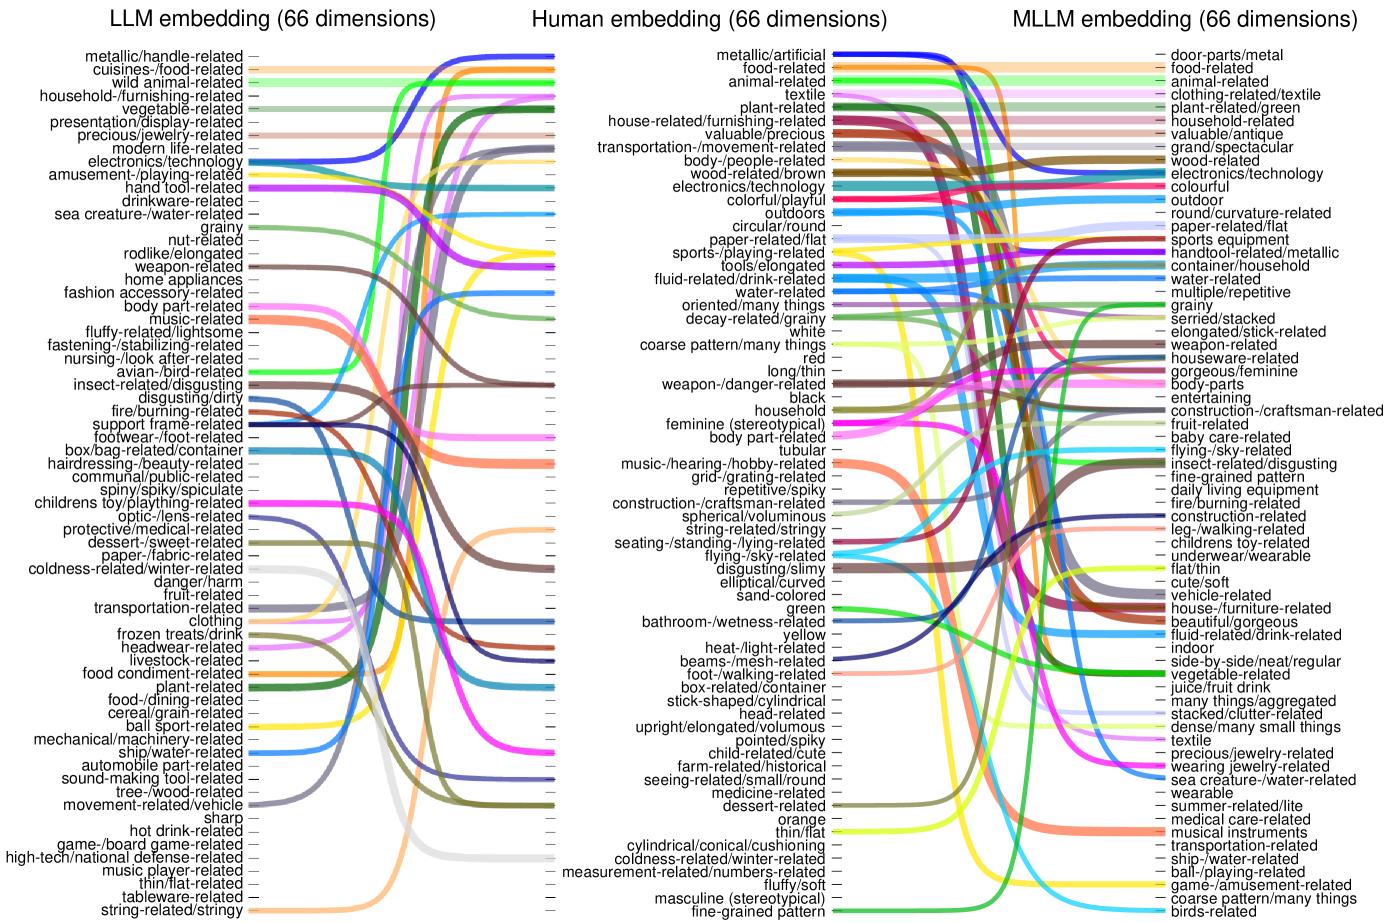 LLM embedding (66 dimensions)
metallic/handle-related
cuisines-/food-related
wild animal-related
household-/furnishing-related
vegetable-related
presentation/display-related
precious/jewelry-related
modern life-related
electronics/technology
amusement-/playing-related
hand tool-related
drinkware-related
sea creature-/water-related
grainy
nut-related
rodlike/elongated
weapon-related
home appliances
fashion accessory-related
body part-related
music-related
fluffy-related/lightsome
fastening-/stabilizing-related
nursing-/look after-related
avian-/bird-related
insect-related/disgusting
disgusting/dirty
fire/burning-related
support frame-related
footwear-/foot-related
box/bag-related/container
hairdressing-/beauty-related
communal/public-related
spiny/spiky/spiculate
childrens toy/plaything-related
optic-/lens-related
protective/medical-related
dessert-/sweet-related
paper-/fabric-related
coldness-related/winter-related
danger/harm
fruit-related
transportation-related
clothing
frozen treats/drink
headwear-related
livestock-related
food condiment-related
plant-related
food-/dining-related
cereal/grain-related
ball sport-related
mechanical/machinery-related
ship/water-related
automobile part-related
sound-making tool-related
tree-/wood-related
movement-related/vehicle
sharp
hot drink-related
game-/board game-related
high-tech/national defense-related
music player-related
thin/flat-related
tableware-related
string-related/stringy
Human embedding (66 dimensions)
metallic/artificial
food-related
animal-related
textile
plant-related
house-related/furnishing-related
valuable/precious
transportation-/movement-related
body-/people-related
wood-related/brown
electronics/technology
colorful/playful
outdoors
circular/round
paper-related/flat
sports-/playing-related
tools/elongated
fluid-related/drink-related
water-related
oriented/many things
decay-related/grainy
white
coarse pattern/many things
red
long/thin
weapon-/danger-related
black
household
feminine (stereotypical)
body part-related
tubular
music-/hearing-/hobby-related
grid-/grating-related
repetitive/spiky
construction-/craftsman-related
spherical/voluminous
string-related/stringy
seating-/standing-/lying-related
flying-/sky-related
disgusting/slimy
elliptical/curved
sand-colored
green
bathroom-/wetness-related
yellow
heat-/light-related
beams-/mesh-related
foot-/walking-related
box-related/container
stick-shaped/cylindrical
head-related
upright/elongated/volumous
pointed/spiky
child-related/cute
farm-related/historical
seeing-related/small/round
medicine-related
dessert-related
orange
thin/flat
cylindrical/conical/cushioning
coldness-related/winter-related
measurement-related/numbers-related
fluffy/soft
masculine (stereotypical)
fine-grained pattern
MLLM embedding (66 dimensions)
door-parts/metal
food-related
animal-related
clothing-related/textile
plant-related/green
household-related
valuable/antique
grand/spectacular
wood-related
electronics/technology
colourful
outdoor
round/curvature-related
paper-related/flat
sports equipment
handtool-related/metallic
container/household
water-related
multiple/repetitive
grainy
serried/stacked
elongated/stick-related
weapon-related
houseware-related
gorgeous/feminine
body-parts
entertaining
construction-/craftsman-related
fruit-related
baby care-related
flying-/sky-related
insect-related/disgusting
fine-grained pattern
daily living equipment
fire/burning-related
construction-related
leg-/walking-related
childrens toy-related
underwear/wearable
flat/thin
cute/soft
vehicle-related
house-/furniture-related
beautiful/gorgeous
fluid-related/drink-related
indoor
side-by-side/neat/regular
vegetable-related
juice/fruit drink
many things/aggregated
stacked/clutter-related
dense/many small things
textile
precious/jewelry-related
wearing jewelry-related
sea creature-/water-related
wearable
summer-related/lite
medical care-related
musical instruments
transportation-related
ship-/water-related
ball-/playing-related
game-/amusement-related
coarse pattern/many things
birds-related